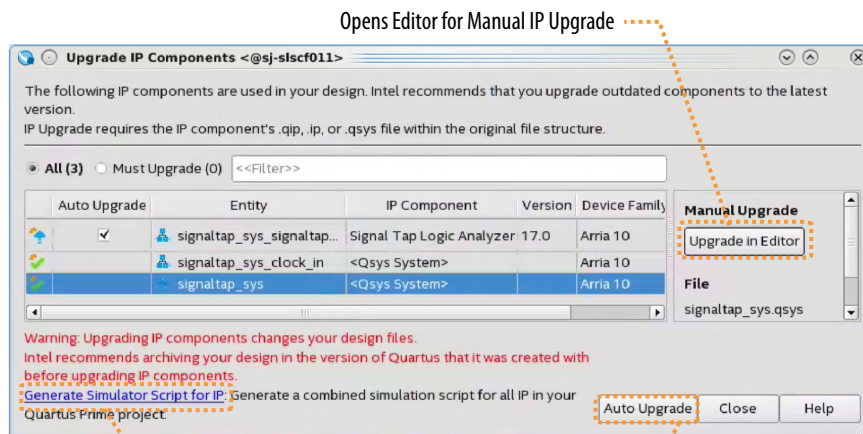 Opens Editor for Manual IP Upgrade
Upgrade IP Components <@sj-slscf011>
The following IP components are used in your design. Intel recommends that you upgrade outdated components to the latest
version.
IP Upgrade requires the IP component's .qip, .ip, or .qsys file within the original file structure.
All (3) Must Upgrade (0) <<Filter>>
Auto Upgrade Entity IP Component Version Device Family
signaltap_sys_signaltap... Signal Tap Logic Analyzer 17.0 Arria 10
signaltap_sys_clock_in <Qsys System> Arria 10
signaltap_sys <Qsys System> Arria 10
Manual Upgrade
Upgrade in Editor
File
signaltap_sys.qsys
Warning: Upgrading IP components changes your design files.
Intel recommends archiving your design in the version of Quartus that it was created with
before upgrading IP components.
Generate Simulator Script for IP: Generate a combined simulation script for all IP in your
Quartus Prime project.
Auto Upgrade Close Help